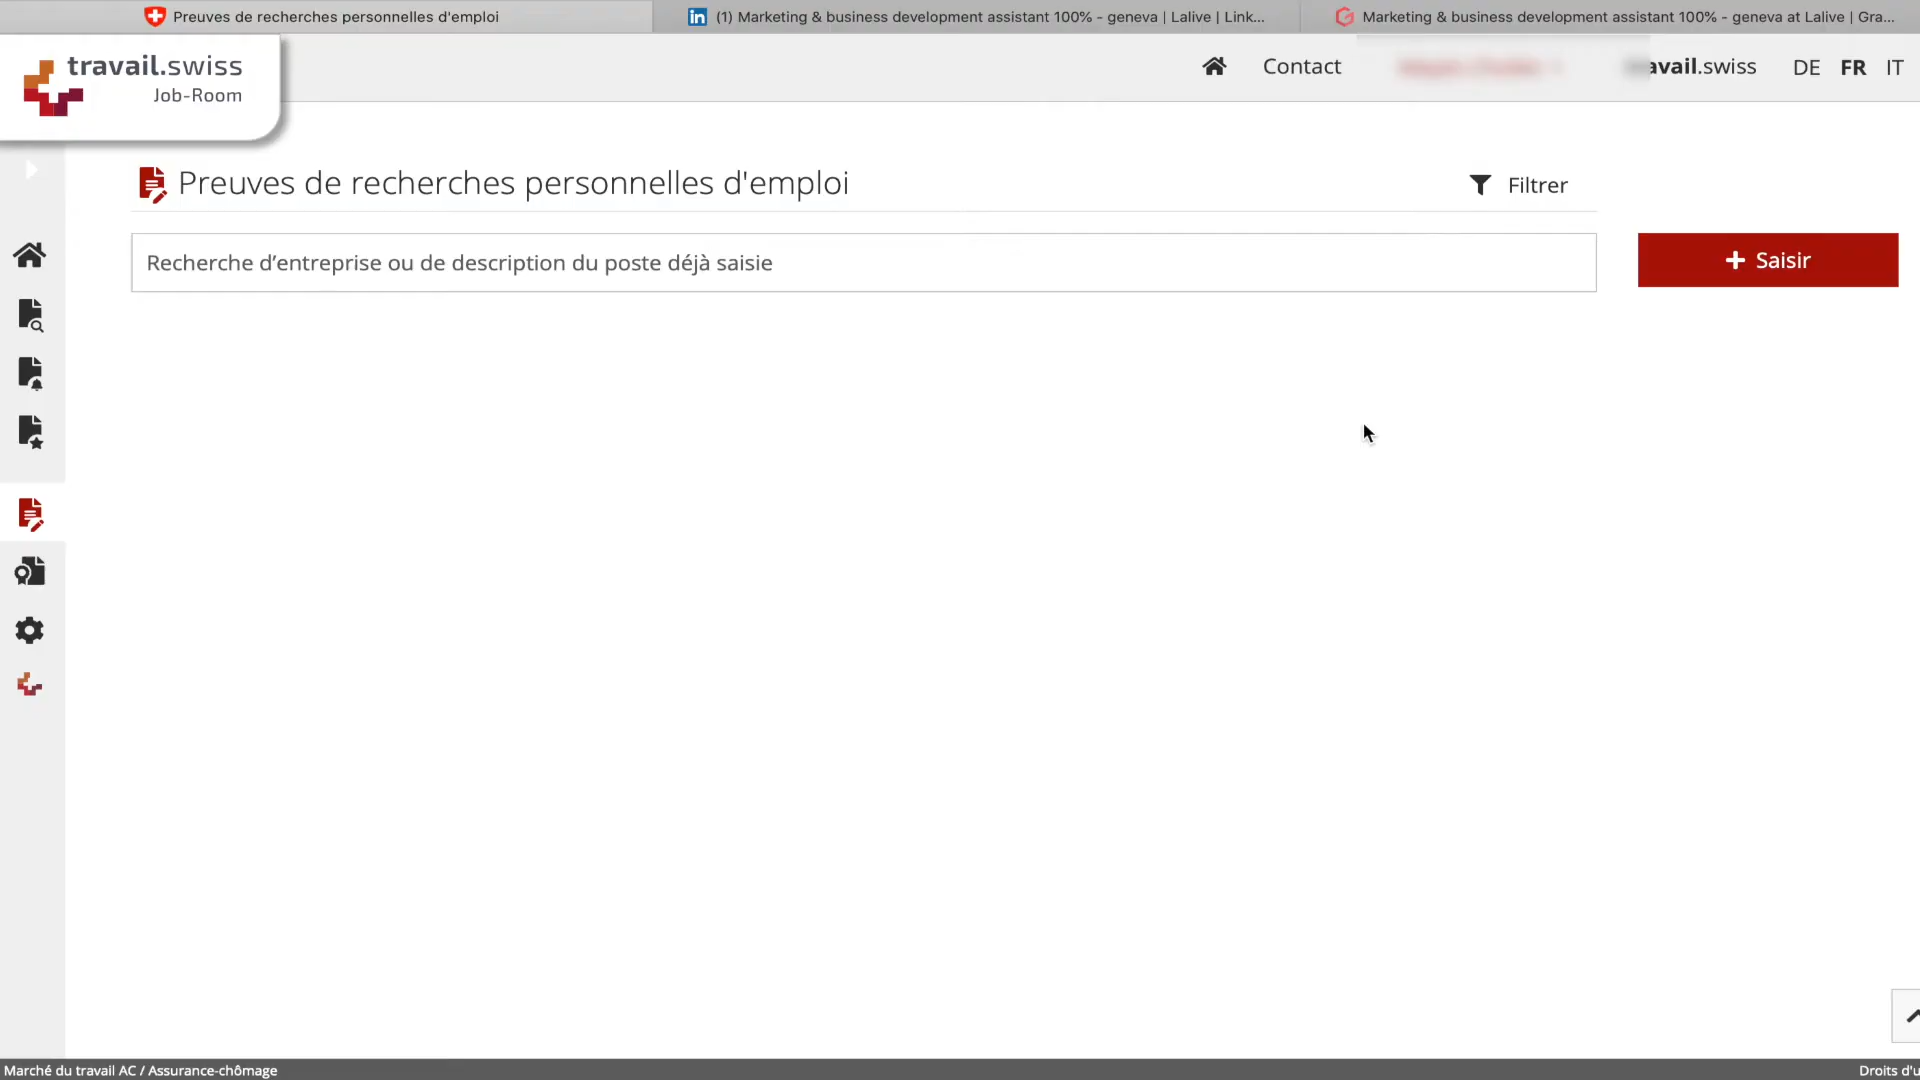 Preuves de recherches personnelles d'emploi
(1) Marketing & business development assistant 100% - geneva | Lalive | Link...
Marketing & business development assistant 100% - geneva at Lalive | Gra...
travail.swiss
Job-Room
Contact
avail.swiss
DE FR IT
Preuves de recherches personnelles d'emploi
Filtrer
Recherche d’entreprise ou de description du poste déjà saisie
+ Saisir
Marché du travail AC / Assurance-chômage
Droits d'u